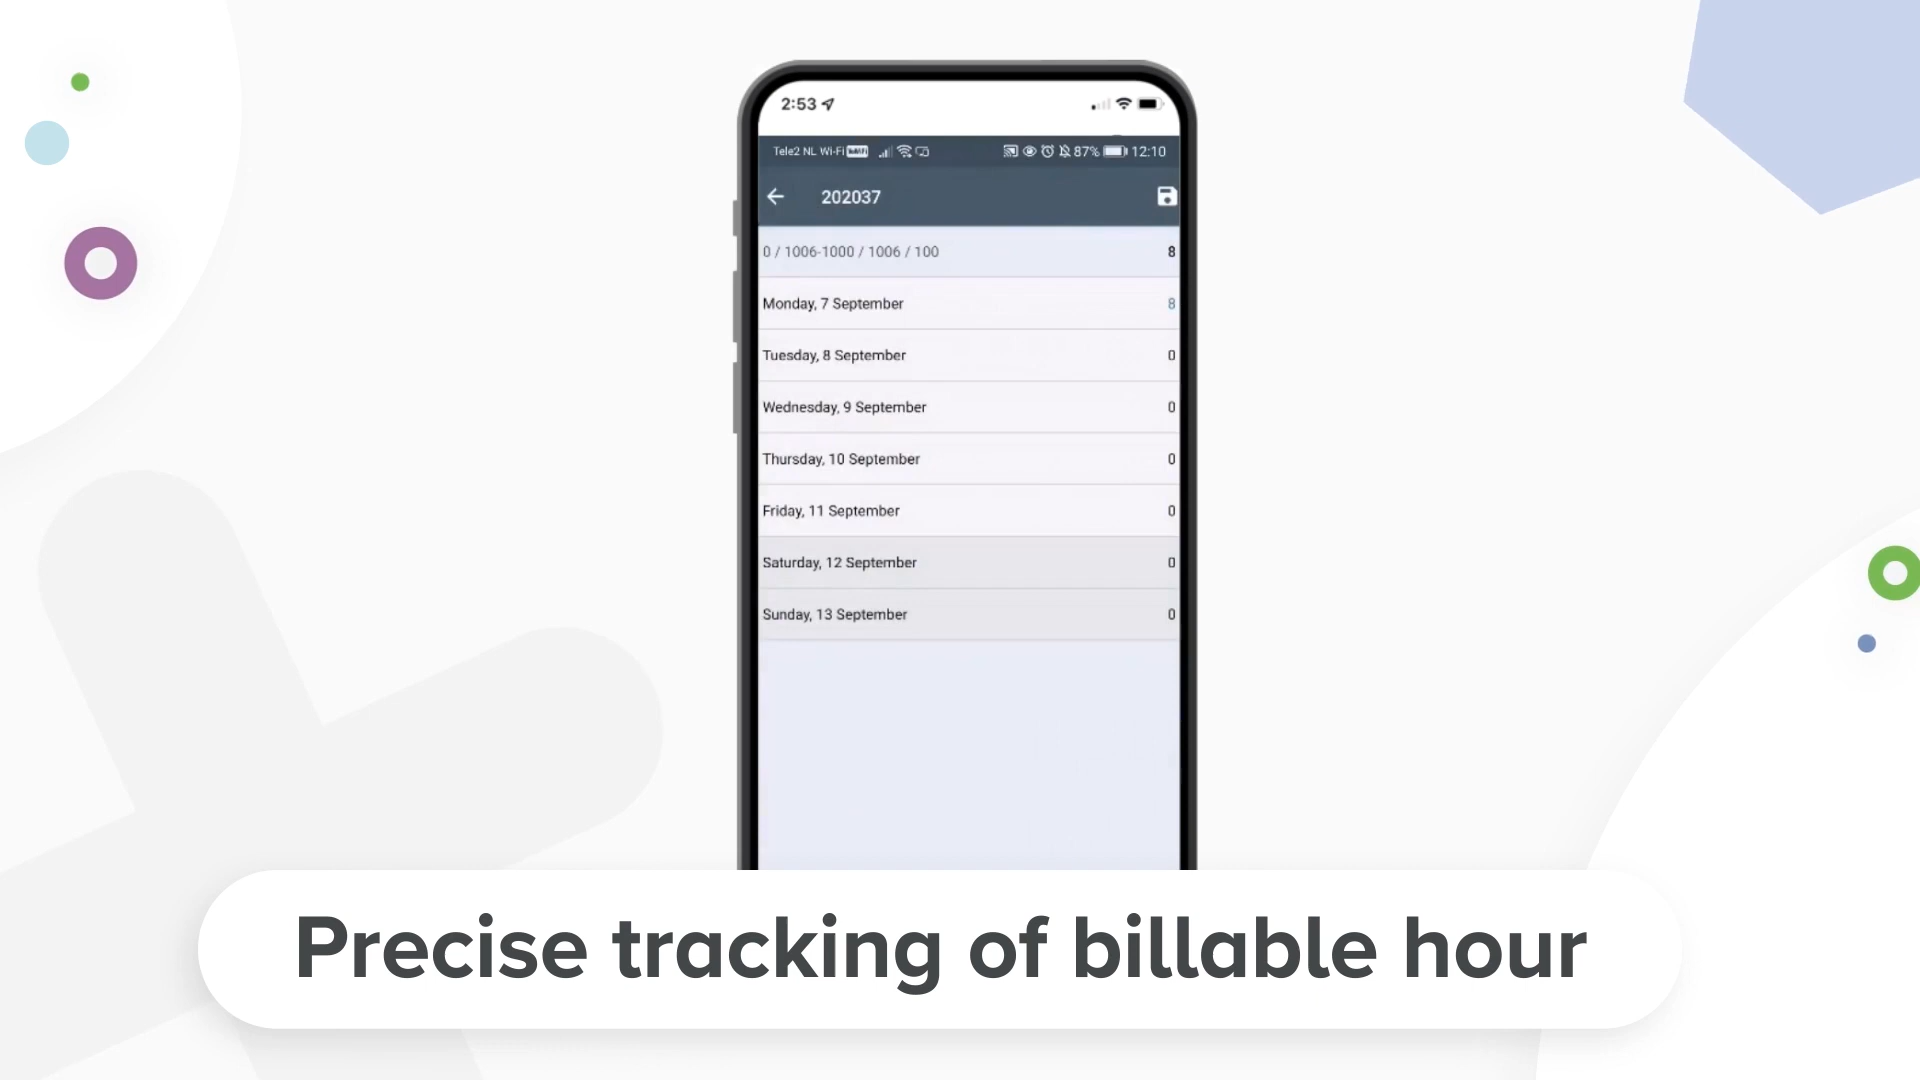 2:53
Tele2 NL Wi-Fi 87% 12:10
202037
0 / 1006-1000 / 1006 / 100 8
Monday, 7 September 8
Tuesday, 8 September 0
Wednesday, 9 September 0
Thursday, 10 September 0
Friday, 11 September 0
Saturday, 12 September 0
Sunday, 13 September 0
Precise tracking of billable hour